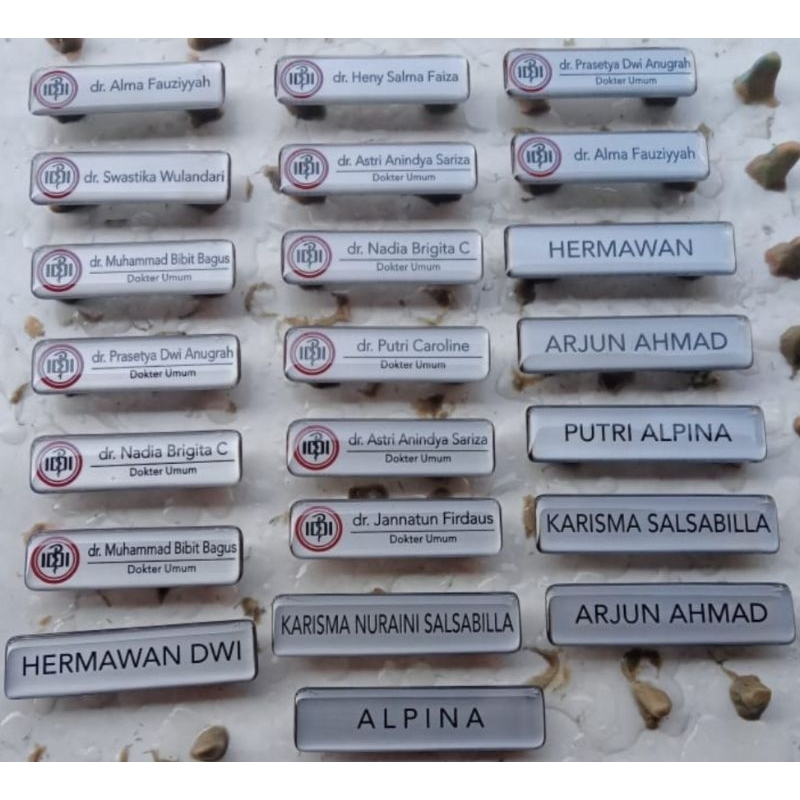 dr. Alma Fauziyyah
dr. Swastika Wulandari
dr. Muhammad Bibit Bagus
Dokter Umum
dr. Prasetya Dwi Anugrah
Dokter Umum
dr. Nadia Brigita C
Dokter Umum
dr. Muhammad Bibit Bagus
Dokter Umum
HERMAWAN DWI
dr. Heny Salma Faiza
dr. Astri Anindya Sariza
Dokter Umum
dr. Nadia Brigita C
Dokter Umum
dr. Putri Caroline
Dokter Umum
dr. Astri Anindya Sariza
Dokter Umum
dr. Jannatun Firdaus
Dokter Umum
KARISMA NURAINI SALSABILLA
ALPINA
dr. Prasetya Dwi Anugrah
Dokter Umum
dr. Alma Fauziyyah
HERMAWAN
ARJUN AHMAD
PUTRI ALPINA
KARISMA SALSABILLA
ARJUN AHMAD